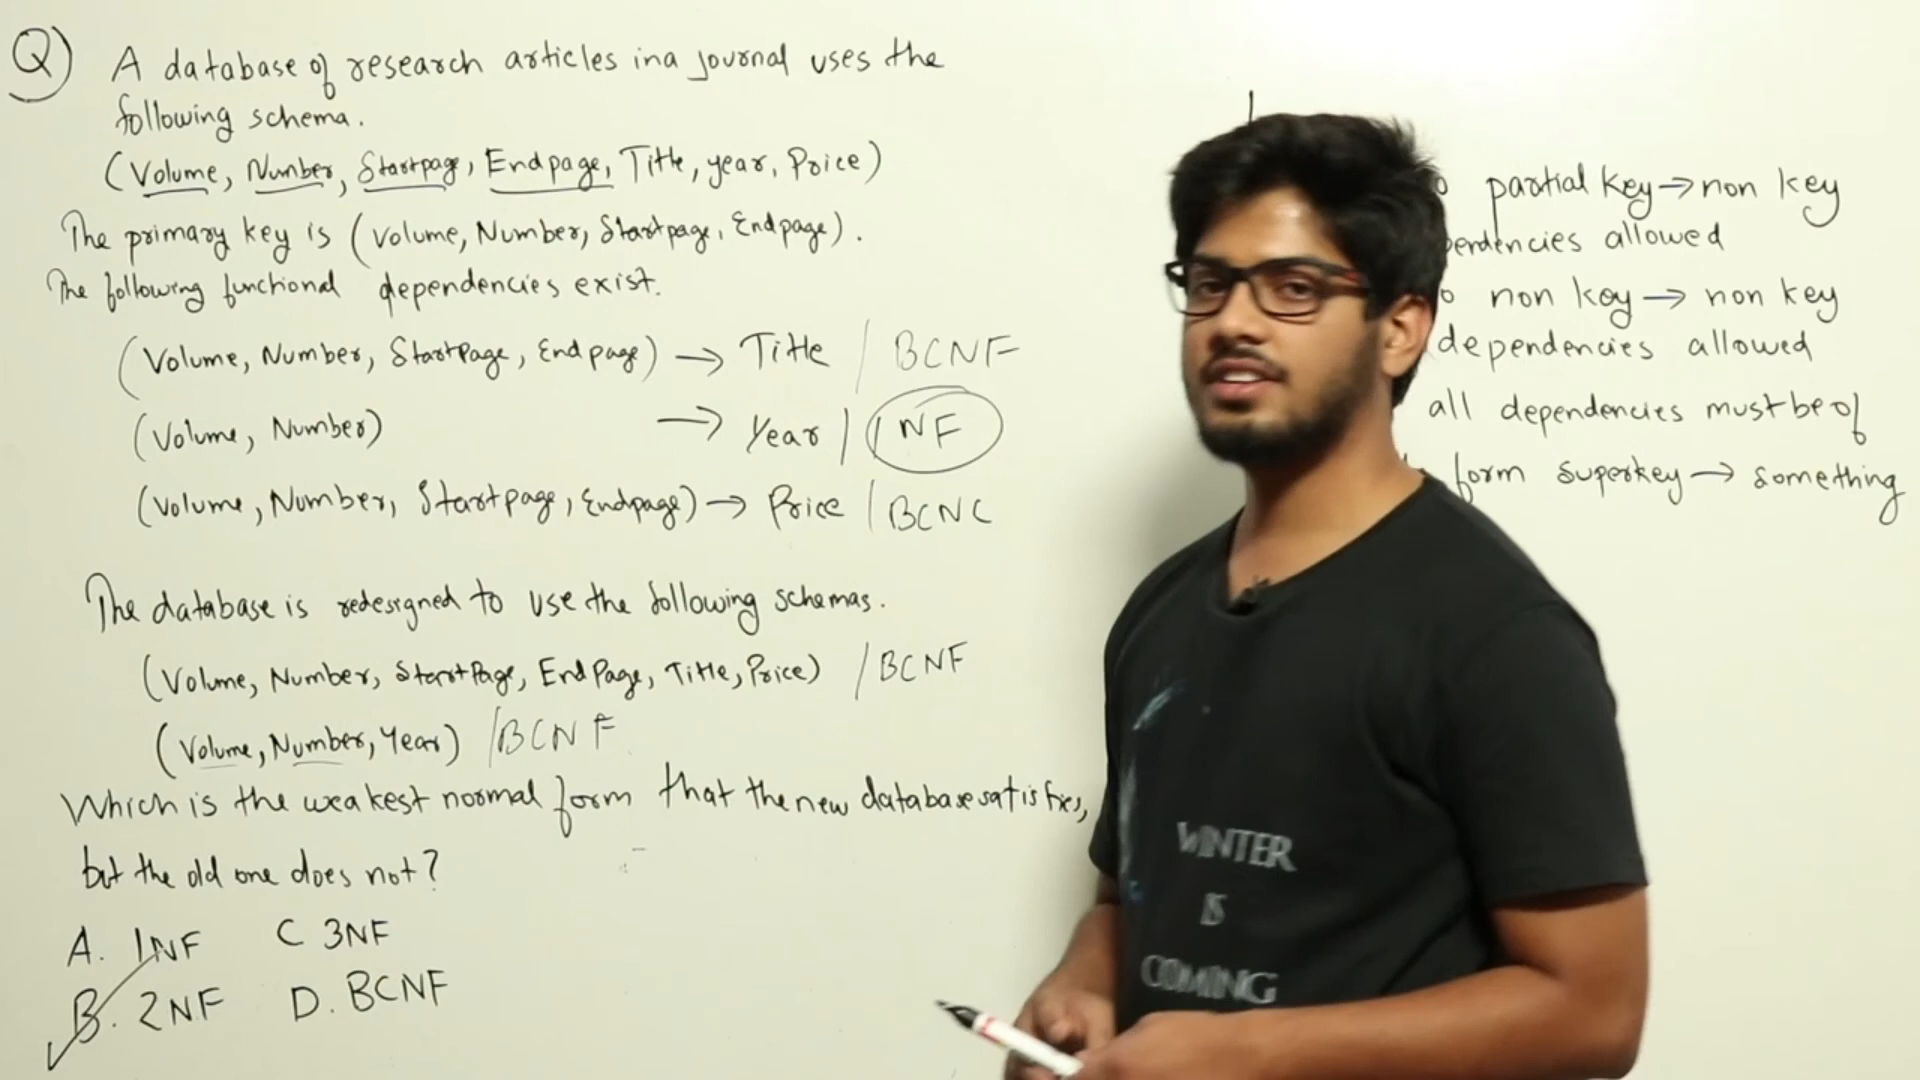 Q) A database of research articles in a journal uses the
following schema.
(Volume, Number, Startpage, Endpage, Title, year, Price)
The primary key is (Volume, Number, Startpage, Endpage).
The following functional dependencies exist.
(Volume, Number, StartPage, Endpage) → Title / BCNF
(Volume, Number) → Year / 1NF
(Volume, Number, Startpage, Endpage) → Price / BCNC
The database is redesigned to use the following schemas.
(Volume, Number, StartPage, EndPage, Title, Price) / BCNF
(Volume, Number, Year) / BCNF
Which is the weakest normal form that the new database satisfies,
but the old one does not?
A. 1NF C 3NF
B. 2NF D. BCNF
partial key → non key
dependencies allowed
non key → non key
dependencies allowed
all dependencies must be of
form superkey → something
WINTER
IS
COMING